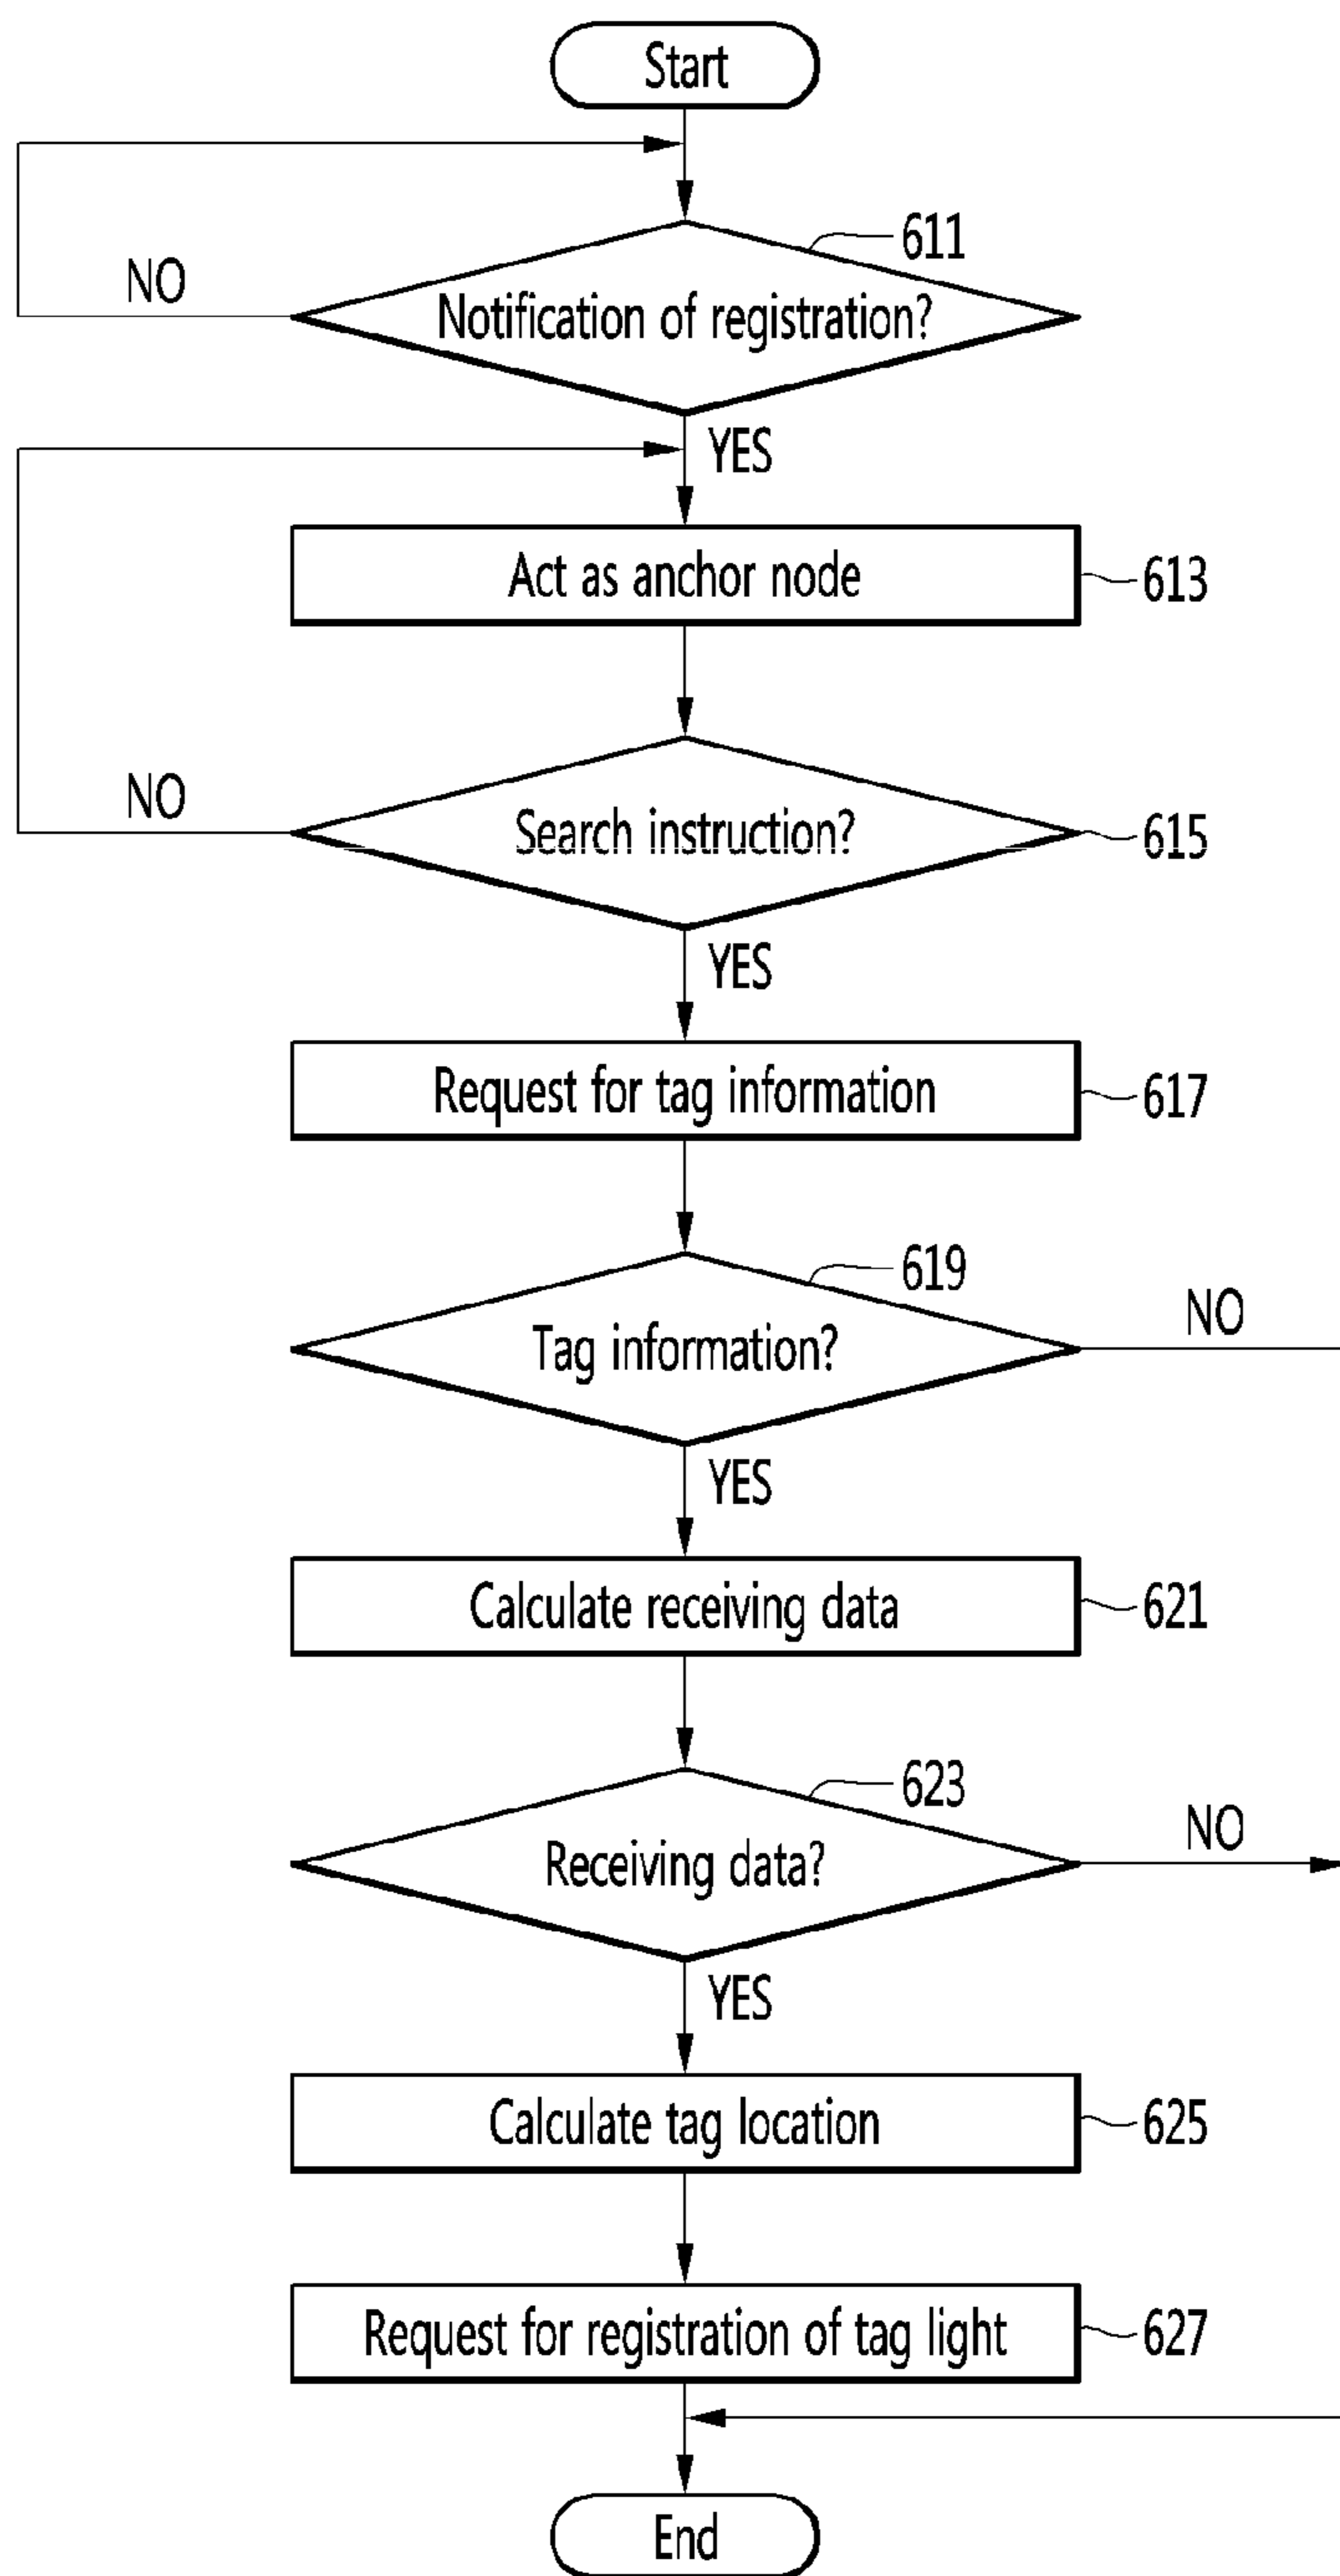 Start
611
NO
Notification of registration?
YES
Act as anchor node
613
NO
Search instruction?
615
YES
Request for tag information
617
619
NO
Tag information?
YES
Calculate receiving data
621
623
NO
Receiving data?
YES
Calculate tag location
625
Request for registration of tag light
627
End